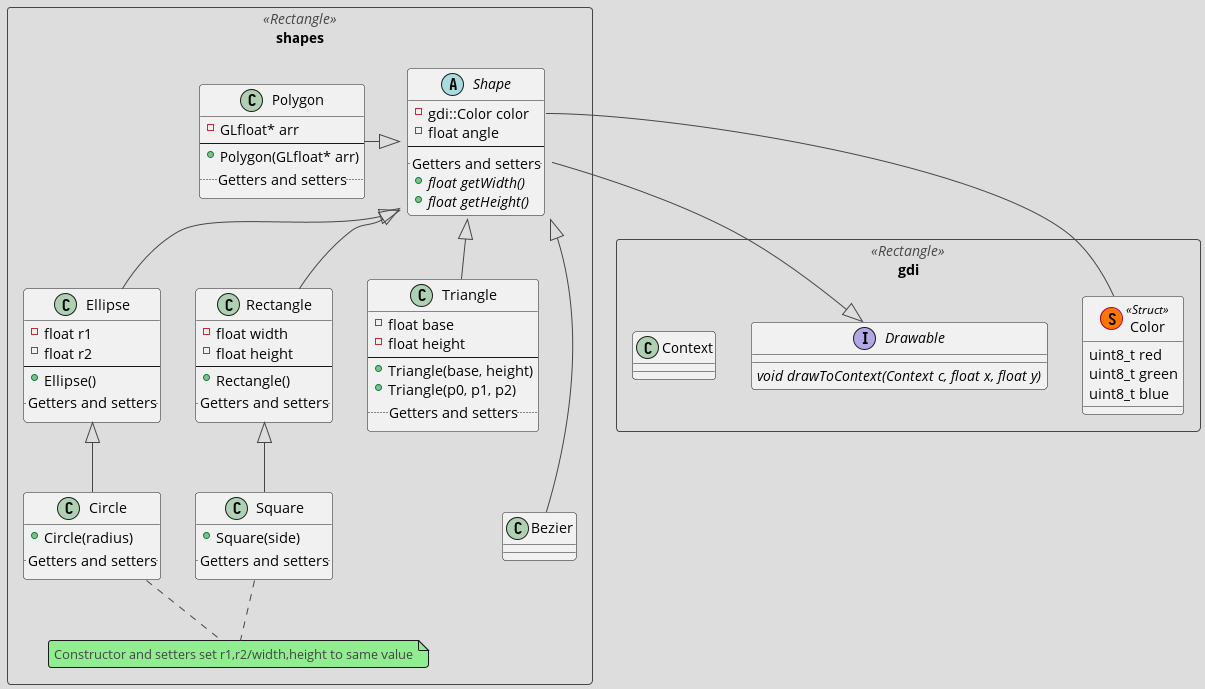 «Rectangle»
shapes
C Polygon
GLfloat* arr
Polygon(GLfloat* arr)
Getters and setters
A Shape
gdi::Color color
float angle
Getters and setters
float getWidth()
float getHeight()
C Ellipse
float r1
float r2
Ellipse()
Getters and setters
C Rectangle
float width
float height
Rectangle()
Getters and setters
C Triangle
float base
float height
Triangle(base, height)
Triangle(p0, p1, p2)
Getters and setters
C Circle
Circle(radius)
Getters and setters
C Square
Square(side)
Getters and setters
C Bezier
Constructor and setters set r1,r2/width,height to same value
«Rectangle»
gdi
C Context
I Drawable
void drawToContext(Context c, float x, float y)
S «Struct»
Color
uint8_t red
uint8_t green
uint8_t blue